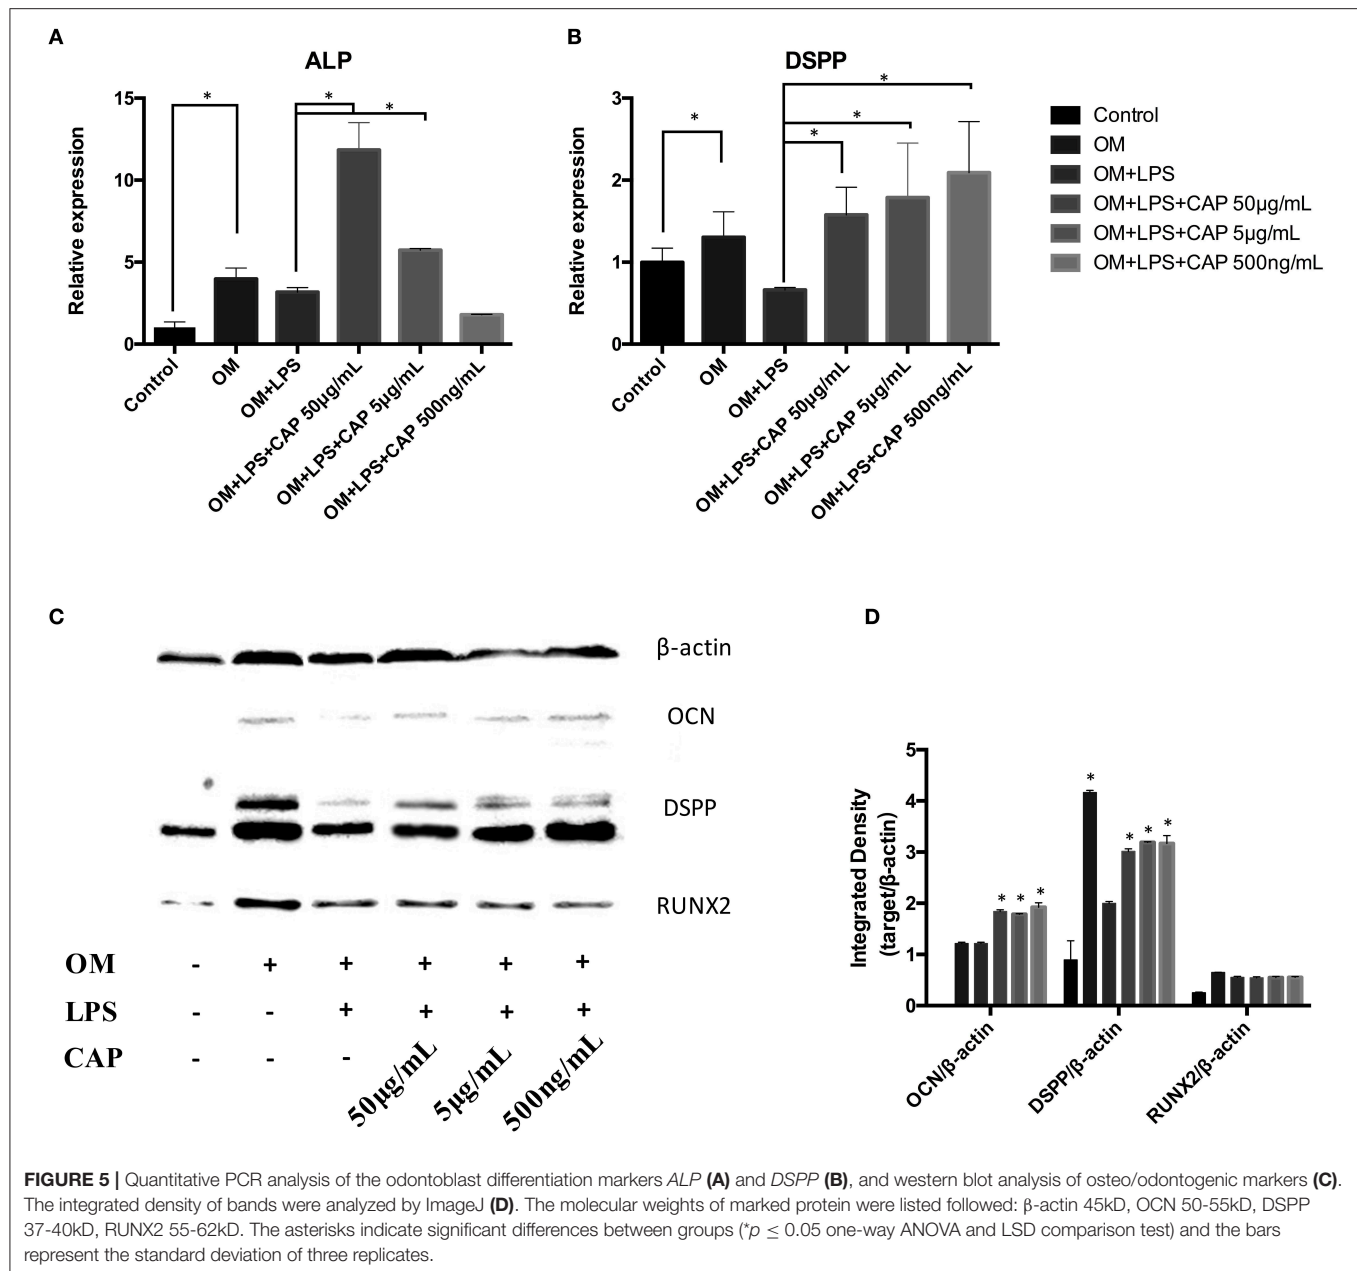 A
ALP
Relative expression
15
10
5
0
*
*
*
Control
OM
OM+LPS
OM+LPS+CAP 50µg/mL
OM+LPS+CAP 5µg/mL
OM+LPS+CAP 500ng/mL
B
DSPP
Relative expression
3
2
1
0
*
*
*
*
Control
OM
OM+LPS
OM+LPS+CAP 50µg/mL
OM+LPS+CAP 5µg/mL
OM+LPS+CAP 500ng/mL
Control
OM
OM+LPS
OM+LPS+CAP 50µg/mL
OM+LPS+CAP 5µg/mL
OM+LPS+CAP 500ng/mL
C
β-actin
OCN
DSPP
RUNX2
OM - + + + + +
LPS - - + + + +
CAP - - - 50µg/mL 5µg/mL 500ng/mL
D
Integrated Density
(target/β-actin)
5
4
3
2
1
0
* * *
* * * *
OCN/β-actin
DSPP/β-actin
RUNX2/β-actin
FIGURE 5 | Quantitative PCR analysis of the odontoblast differentiation markers ALP (A) and DSPP (B), and western blot analysis of osteo/odontogenic markers (C).
The integrated density of bands were analyzed by ImageJ (D). The molecular weights of marked protein were listed followed: β-actin 45kD, OCN 50-55kD, DSPP
37-40kD, RUNX2 55-62kD. The asterisks indicate significant differences between groups (*p ≤ 0.05 one-way ANOVA and LSD comparison test) and the bars
represent the standard deviation of three replicates.